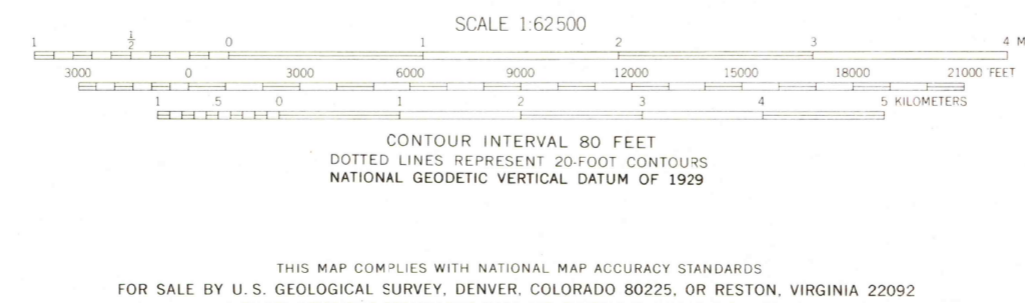 SCALE 1:62500
1 ½ 0 1 2 3 4 M
3000 0 3000 6000 9000 12000 15000 18000 21000 FEET
1 .5 0 1 2 3 4 5 KILOMETERS
CONTOUR INTERVAL 80 FEET
DOTTED LINES REPRESENT 20-FOOT CONTOURS
NATIONAL GEODETIC VERTICAL DATUM OF 1929
THIS MAP COMPLIES WITH NATIONAL MAP ACCURACY STANDARDS
FOR SALE BY U. S. GEOLOGICAL SURVEY, DENVER, COLORADO 80225, OR RESTON, VIRGINIA 22092